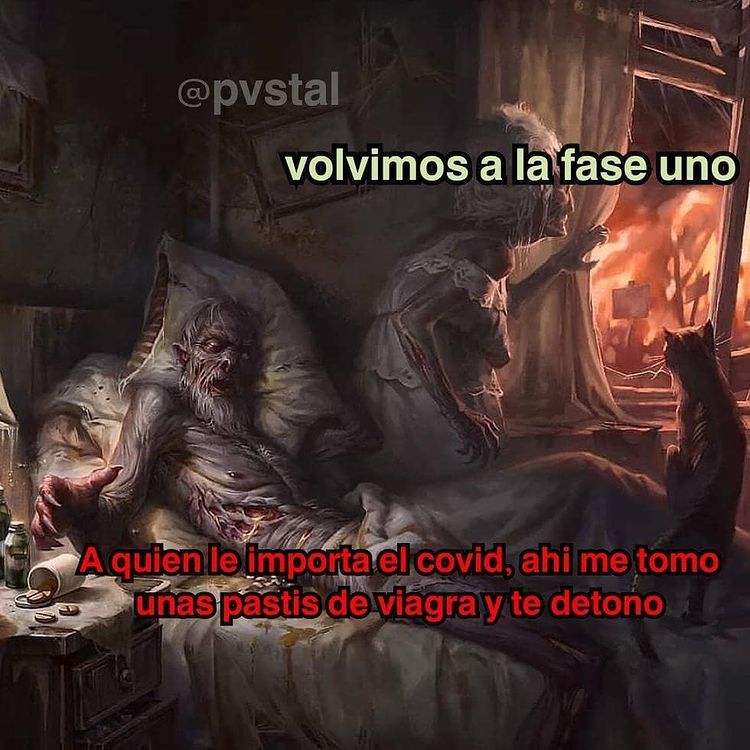 @pvstal
volvimos a la fase uno
A quien le importa el covid, ahi me tomo
unas pastis de viagra y te detono